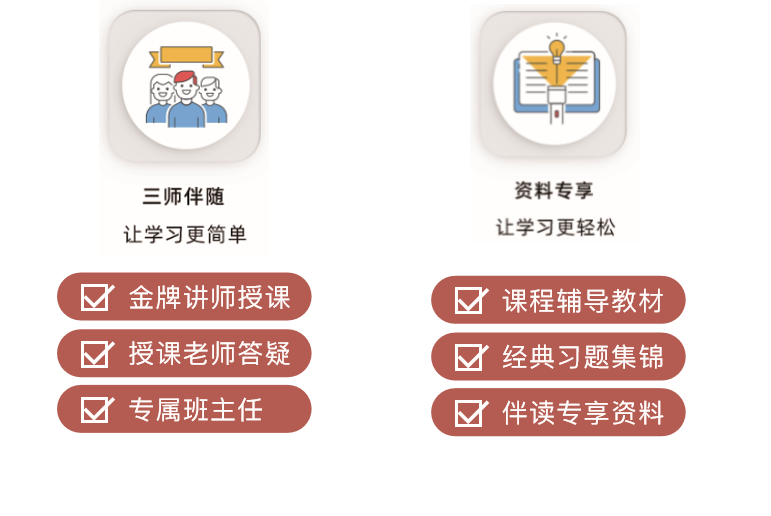 三师伴随
让学习更简单
金牌讲师授课
授课老师答疑
专属班主任
资料专享
让学习更轻松
课程辅导教材
经典习题集锦
伴读专享资料